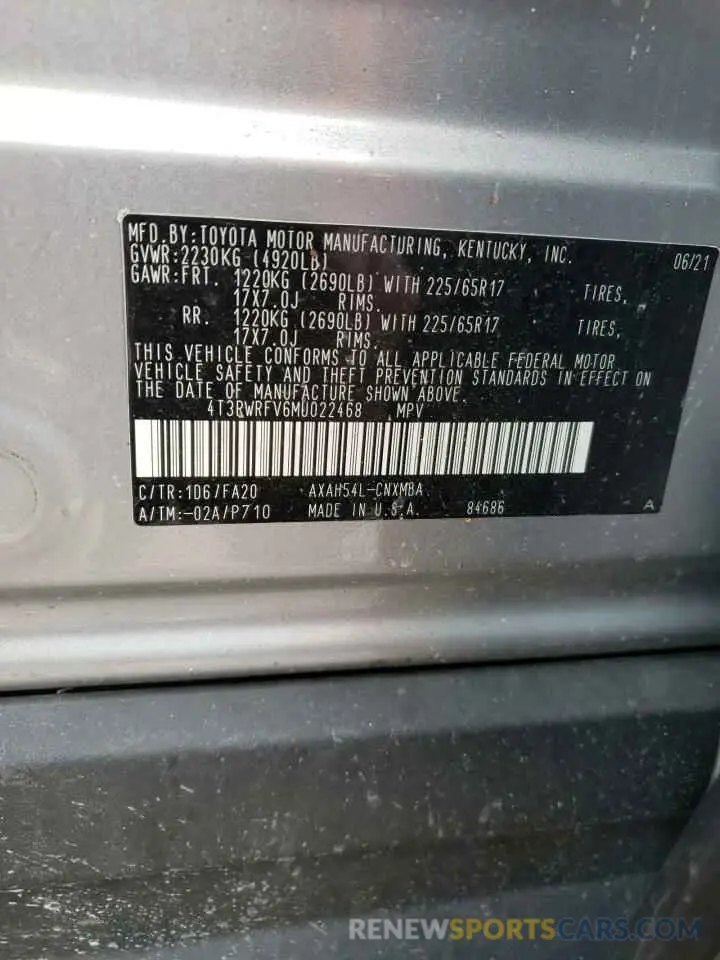 MFD. BY: TOYOTA MOTOR MANUFACTURING, KENTUCKY, INC. 06/21
GVWR: 2230KG (4920LB)
GAWR: FRT. 1220KG (2690LB) WITH 225/65R17 TIRES,
17X7.0J RIMS.
RR. 1220KG (2690LB) WITH 225/65R17 TIRES,
17X7.0J RIMS.
THIS VEHICLE CONFORMS TO ALL APPLICABLE FEDERAL MOTOR
VEHICLE SAFETY AND THEFT PREVENTION STANDARDS IN EFFECT ON
THE DATE OF MANUFACTURE SHOWN ABOVE.
4T3RWRFV6MU022468 MPV
C/TR: 1D6/FA20 AXAH54L-CNXMBA
A/TM: -02A/P710 MADE IN U.S.A. 84686 A
RENEWSPORTSCARS.COM